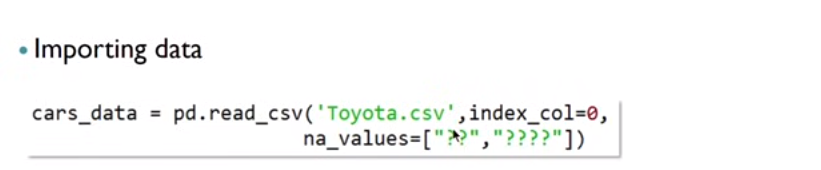 • Importing data
cars_data = pd.read_csv('Toyota.csv',index_col=0,
na_values=["??","????"])